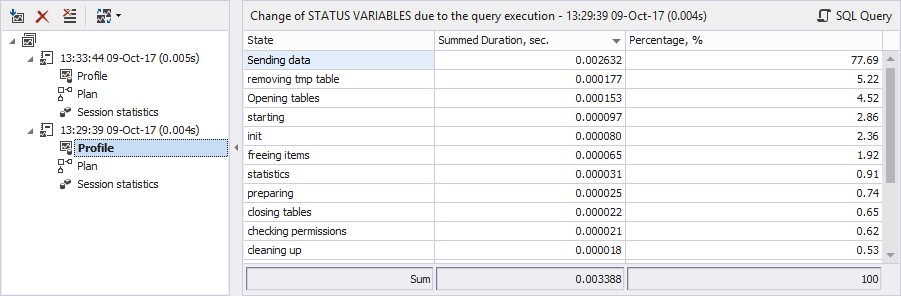 Change of STATUS VARIABLES due to the query execution - 13:29:39 09-Oct-17 (0.004s) SQL Query
13:33:44 09-Oct-17 (0.005s)
Profile
Plan
Session statistics
13:29:39 09-Oct-17 (0.004s)
Profile
Plan
Session statistics
State Summed Duration, sec. Percentage, %
Sending data 0.002632 77.69
removing tmp table 0.000177 5.22
Opening tables 0.000153 4.52
starting 0.000097 2.86
init 0.000080 2.36
freeing items 0.000065 1.92
statistics 0.000031 0.91
preparing 0.000025 0.74
closing tables 0.000022 0.65
checking permissions 0.000021 0.62
cleaning up 0.000018 0.53
Sum 0.003388 100